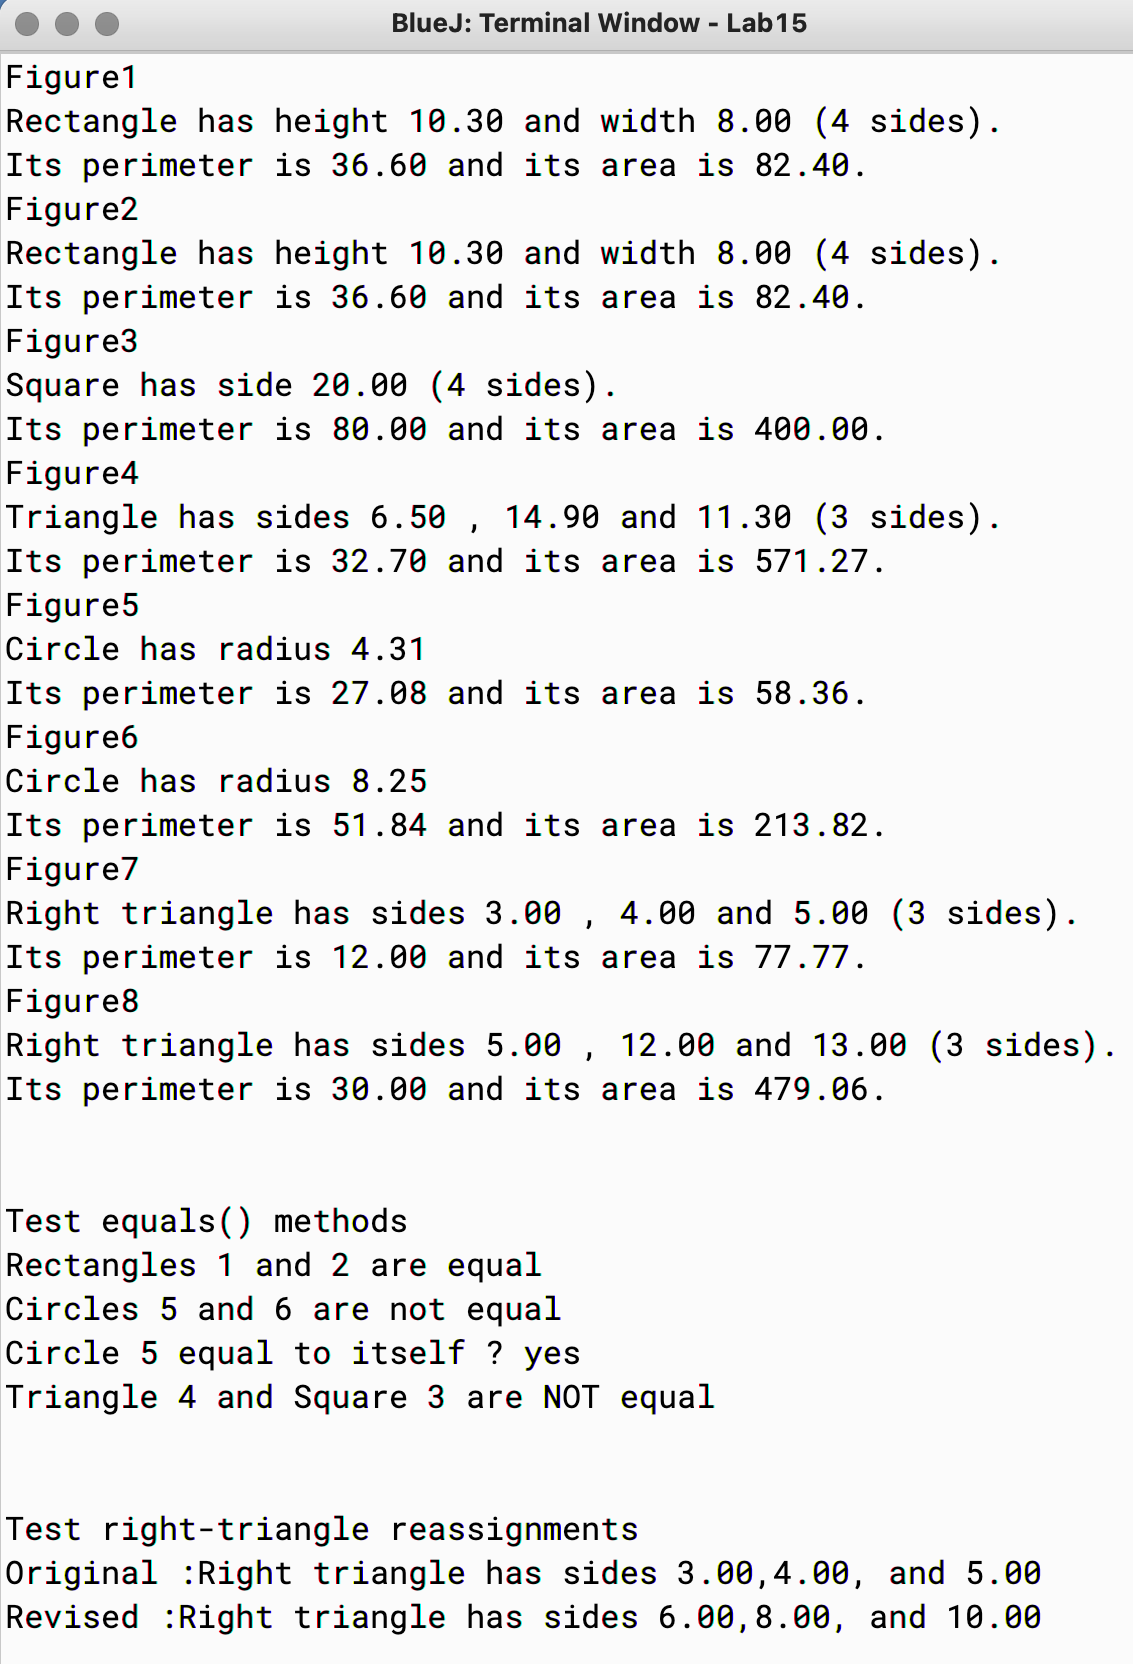 BlueJ: Terminal Window - Lab15
Figure1
Rectangle has height 10.30 and width 8.00 (4 sides).
Its perimeter is 36.60 and its area is 82.40.
Figure2
Rectangle has height 10.30 and width 8.00 (4 sides).
Its perimeter is 36.60 and its area is 82.40.
Figure3
Square has side 20.00 (4 sides).
Its perimeter is 80.00 and its area is 400.00.
Figure4
Triangle has sides 6.50 , 14.90 and 11.30 (3 sides).
Its perimeter is 32.70 and its area is 571.27.
Figure5
Circle has radius 4.31
Its perimeter is 27.08 and its area is 58.36.
Figure6
Circle has radius 8.25
Its perimeter is 51.84 and its area is 213.82.
Figure7
Right triangle has sides 3.00 , 4.00 and 5.00 (3 sides).
Its perimeter is 12.00 and its area is 77.77.
Figure8
Right triangle has sides 5.00 , 12.00 and 13.00 (3 sides).
Its perimeter is 30.00 and its area is 479.06.
Test equals() methods
Rectangles 1 and 2 are equal
Circles 5 and 6 are not equal
Circle 5 equal to itself ? yes
Triangle 4 and Square 3 are NOT equal
Test right-triangle reassignments
Original :Right triangle has sides 3.00,4.00, and 5.00
Revised :Right triangle has sides 6.00,8.00, and 10.00